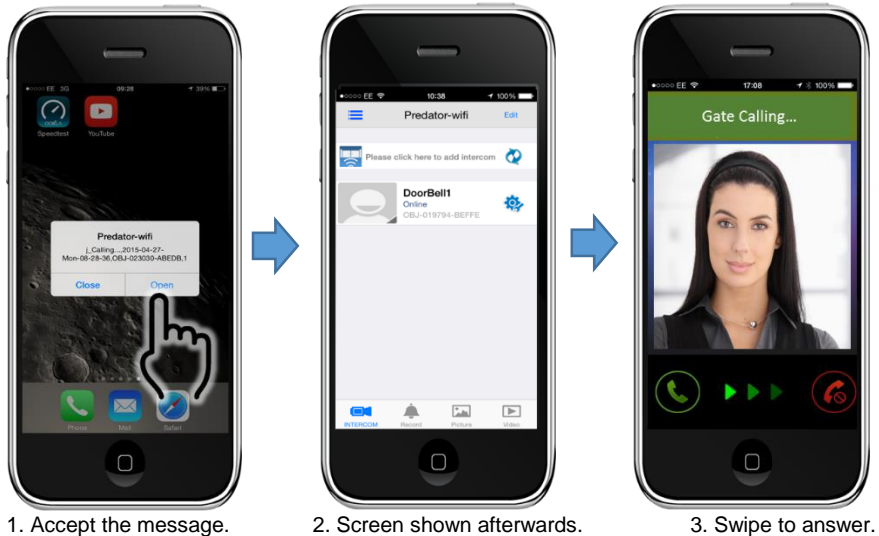 ●○○○○ EE 3G 09:28 39%
Speedtest YouTube
Predator-wifi
j_Calling...,2015-04-27-
Mon-08-28-36,OBJ-023030-ABEDB,1
Close Open
Phone Mail Safari
1. Accept the message.
●○○○○ EE 10:38 100%
Predator-wifi Edit
Please click here to add intercom
DoorBell1
Online
OBJ-019794-BEFFE
INTERCOM Record Picture Video
2. Screen shown afterwards.
●○○○○ EE 17:08 100%
Gate Calling...
3. Swipe to answer.